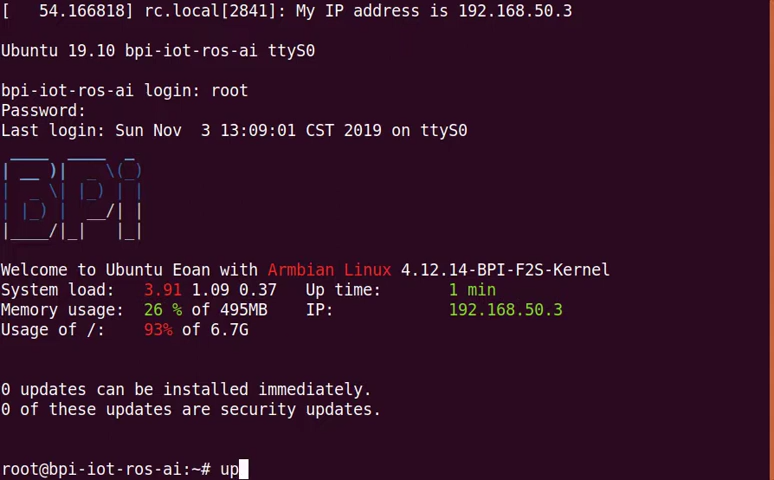 [   54.166818] rc.local[2841]: My IP address is 192.168.50.3
Ubuntu 19.10 bpi-iot-ros-ai ttyS0
bpi-iot-ros-ai login: root
Password:
Last login: Sun Nov  3 13:09:01 CST 2019 on ttyS0
BPi
Welcome to Ubuntu Eoan with Armbian Linux 4.12.14-BPI-F2S-Kernel
System load:   3.91 1.09 0.37   Up time:       1 min
Memory usage:  26 % of 495MB    IP:            192.168.50.3
Usage of /:    93% of 6.7G
0 updates can be installed immediately.
0 of these updates are security updates.
root@bpi-iot-ros-ai:~# up